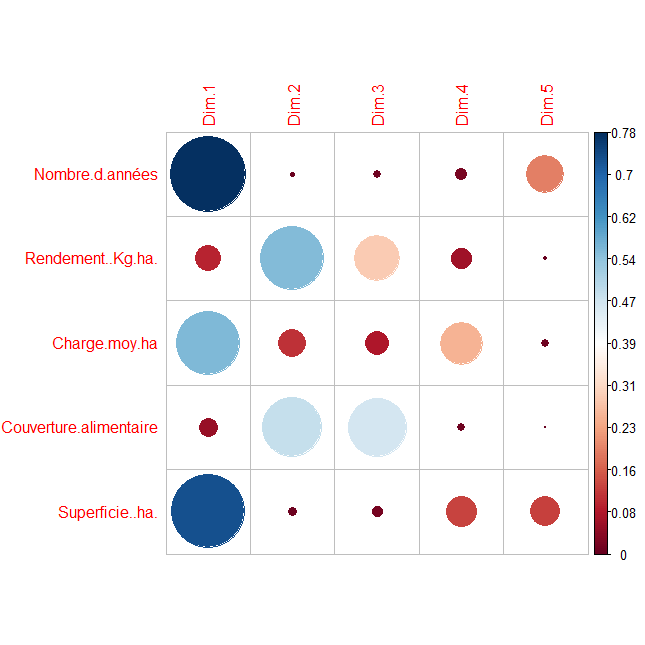 Dim.1 Dim.2 Dim.3 Dim.4 Dim.5
Nombre.d.années
Rendement..Kg.ha.
Charge.moy.ha
Couverture.alimentaire
Superficie..ha.
0.78
0.7
0.62
0.54
0.47
0.39
0.31
0.23
0.16
0.08
0